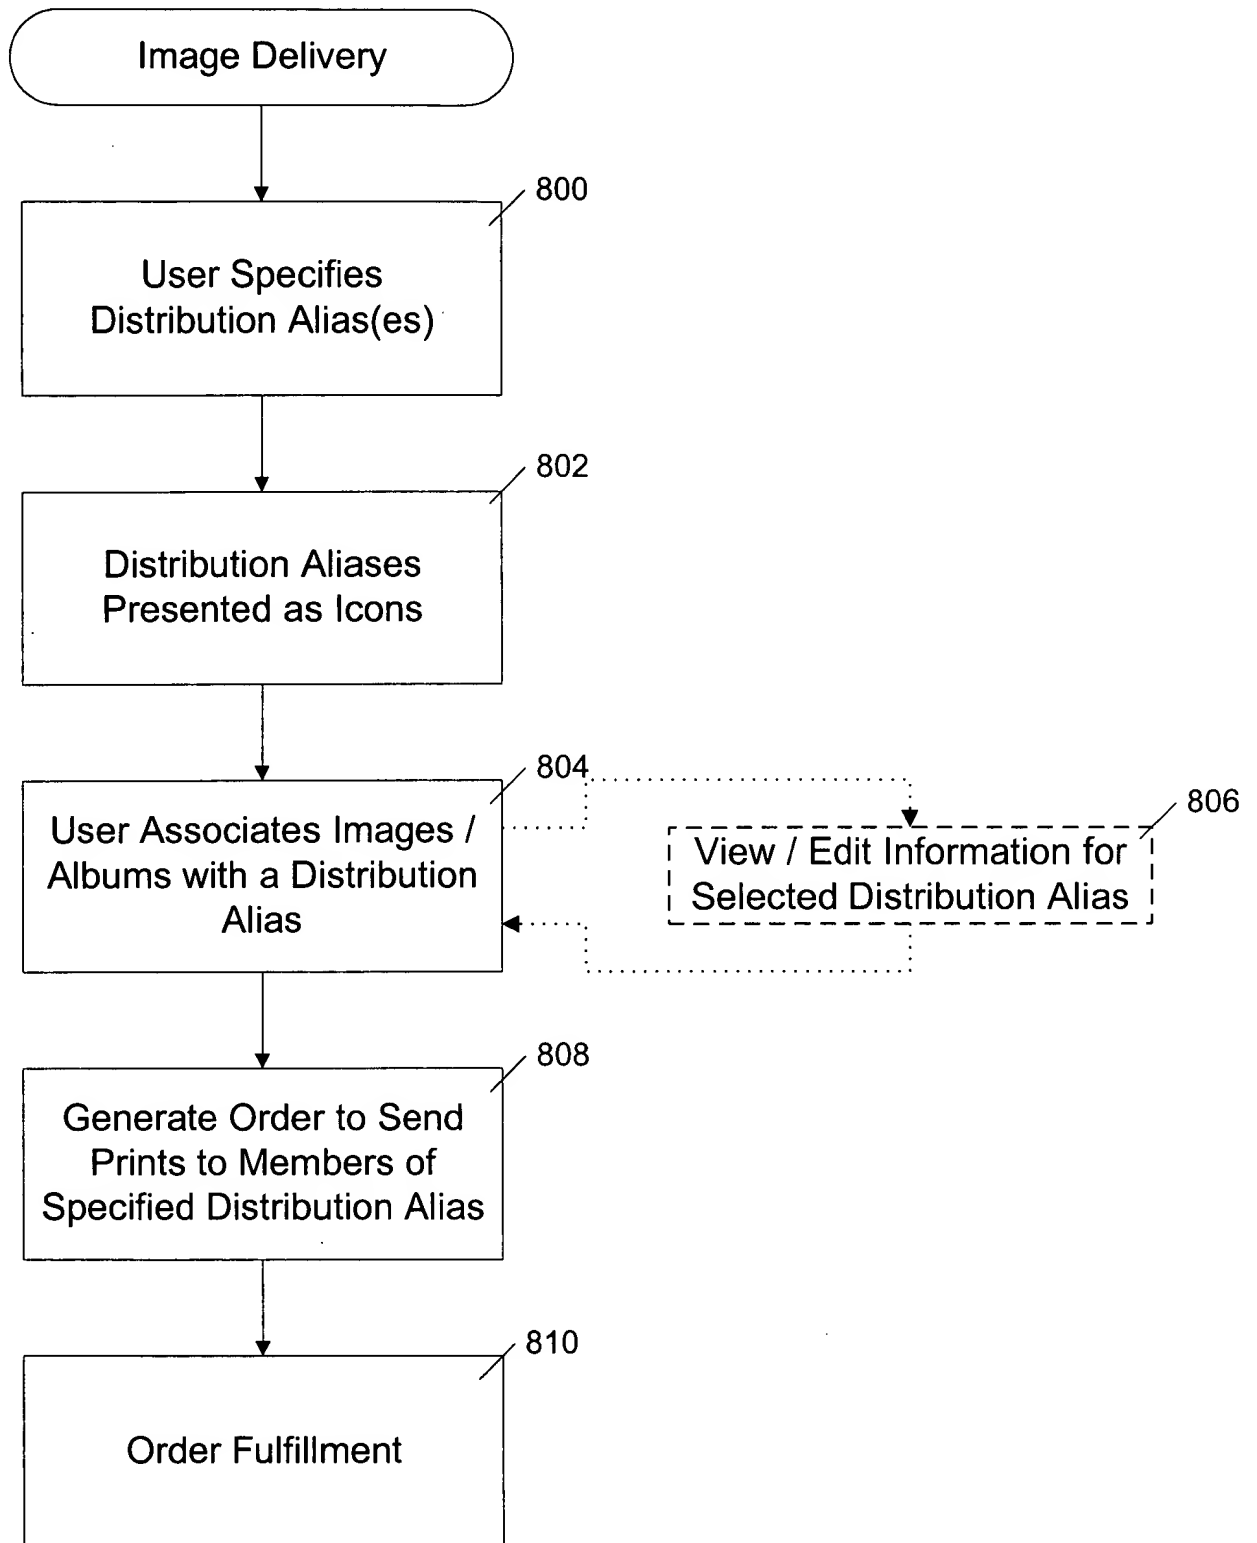 Image Delivery
800
User Specifies
Distribution Alias(es)
802
Distribution Aliases
Presented as Icons
804
User Associates Images /
Albums with a Distribution
Alias
806
View / Edit Information for
Selected Distribution Alias
808
Generate Order to Send
Prints to Members of
Specified Distribution Alias
810
Order Fulfillment